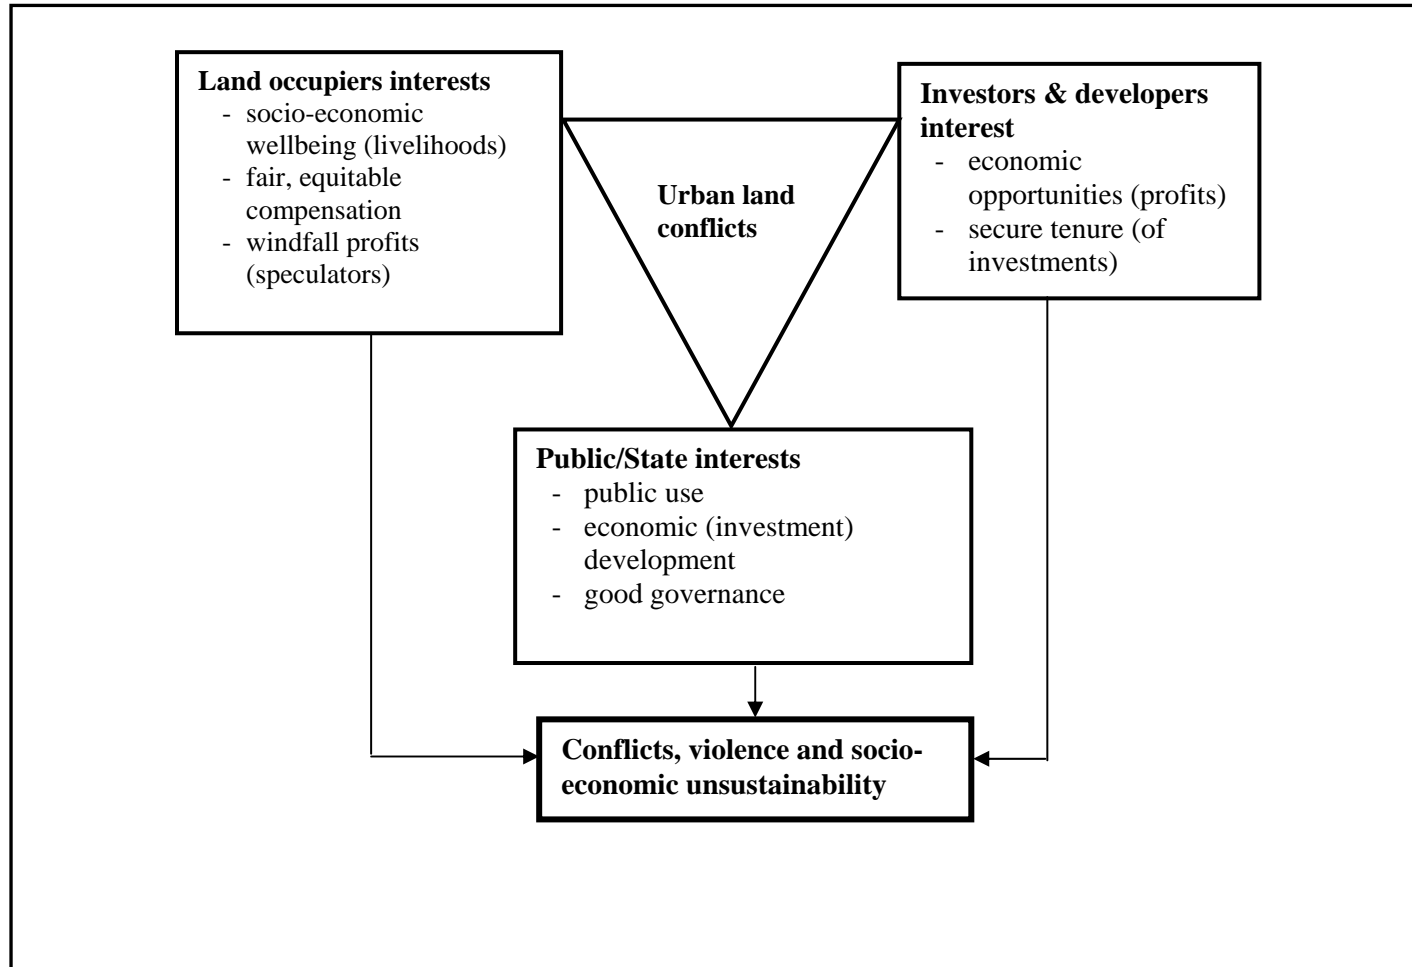 Land occupiers interests
- socio-economic
wellbeing (livelihoods)
- fair, equitable
compensation
- windfall profits
(speculators)
Urban land
conflicts
Investors & developers
interest
- economic
opportunities (profits)
- secure tenure (of
investments)
Public/State interests
- public use
- economic (investment)
development
- good governance
Conflicts, violence and socio-
economic unsustainability